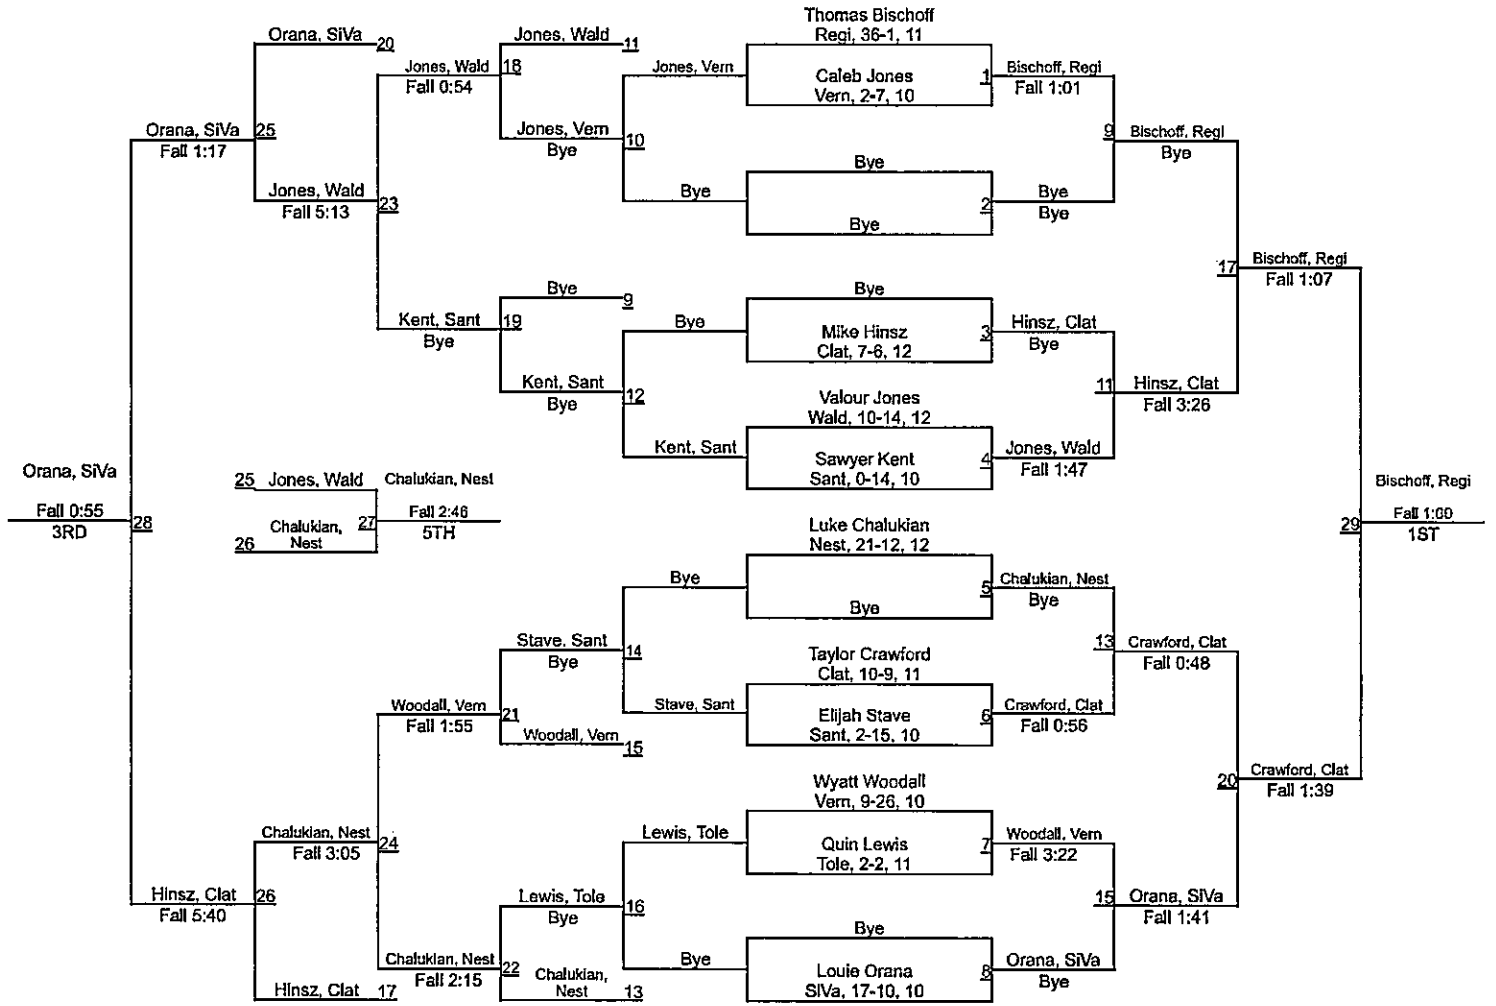 Thomas Bischoff
Regi, 36-1, 11
Orana, SiVa
20
Jones, Wald
11
Jones, Wald
18
Fall 0:54
Jones, Vern
Caleb Jones
Vern, 2-7, 10
1
Bischoff, Regi
Fall 1:01
Orana, SiVa
25
Fall 1:17
Jones, Vern
10
Bye
9
Bischoff, Regi
Bye
Bye
Jones, Wald
23
Fall 5:13
Bye
Bye
2
Bye
Bye
17
Bischoff, Regi
Fall 1:07
Bye
9
Bye
Kent, Sant
19
Bye
Bye
Mike Hinsz
Clat, 7-6, 12
3
Hinsz, Clat
Bye
Kent, Sant
12
Bye
11
Hinsz, Clat
Fall 3:26
Valour Jones
Wald, 10-14, 12
Kent, Sant
Sawyer Kent
Sant, 0-14, 10
4
Jones, Wald
Fall 1:47
Orana, SiVa
Fall 0:55
3RD
28
25
Jones, Wald
Chalukian, Nest
27
Fall 2:46
5TH
26
Chalukian,
Nest
Bischoff, Regi
29
Fall 1:00
1ST
Luke Chalukian
Nest, 21-12, 12
Bye
Bye
5
Chalukian, Nest
Bye
Stave, Sant
14
Bye
13
Crawford, Clat
Fall 0:48
Taylor Crawford
Clat, 10-9, 11
Woodall, Vern
21
Fall 1:55
Stave, Sant
Elijah Stave
Sant, 2-15, 10
6
Crawford, Clat
Fall 0:56
Woodall, Vern
15
20
Crawford, Clat
Fall 1:39
Wyatt Woodall
Vern, 9-26, 10
Chalukian, Nest
24
Fall 3:05
Lewis, Tole
Quin Lewis
Tole, 2-2, 11
7
Woodall, Vern
Fall 3:22
Hinsz, Clat
26
Fall 5:40
Lewis, Tole
16
Bye
15
Orana, SiVa
Fall 1:41
Bye
Chalukian, Nest
22
Fall 2:15
Bye
Louie Orana
SiVa, 17-10, 10
8
Orana, SiVa
Bye
Chalukian,
Nest
13
Hinsz, Clat
17